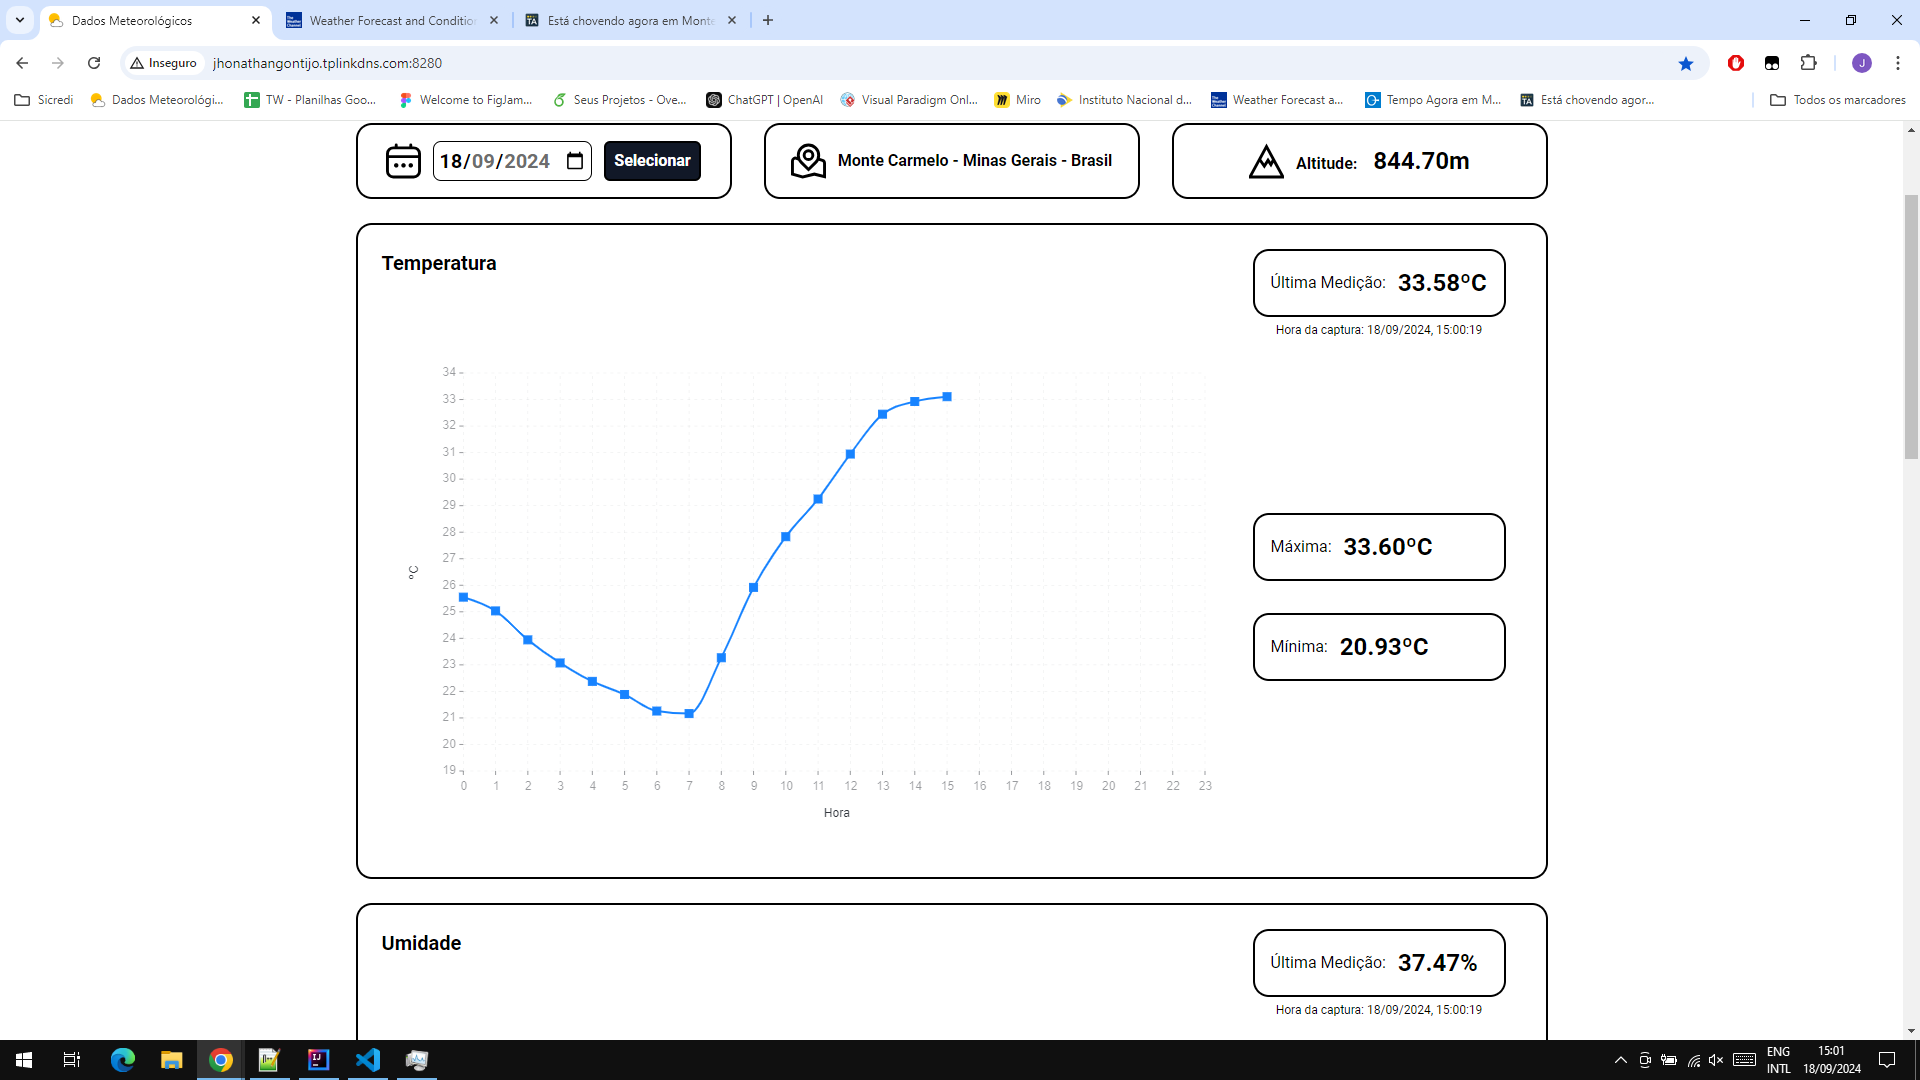 Dados Meteorológicos
Weather Forecast and Conditio
Está chovendo agora em Monte
Inseguro
jhonathangontijo.tplinkdns.com:8280
J
Sicredi
Dados Meteorológi...
TW - Planilhas Goo...
Welcome to FigJam...
Seus Projetos - Ove...
ChatGPT | OpenAI
Visual Paradigm Onl...
Miro
Instituto Nacional d...
Weather Forecast a...
Tempo Agora em M...
Está chovendo agor...
Todos os marcadores
18/09/2024
Selecionar
Monte Carmelo - Minas Gerais - Brasil
Altitude: 844.70m
Temperatura
Última Medição: 33.58ºC
Hora da captura: 18/09/2024, 15:00:19
34
33
32
31
30
29
28
27
26
25
24
23
22
21
20
19
ºC
0 1 2 3 4 5 6 7 8 9 10 11 12 13 14 15 16 17 18 19 20 21 22 23
Hora
Máxima: 33.60ºC
Mínima: 20.93ºC
Umidade
Última Medição: 37.47%
Hora da captura: 18/09/2024, 15:00:19
ENG
INTL
15:01
18/09/2024